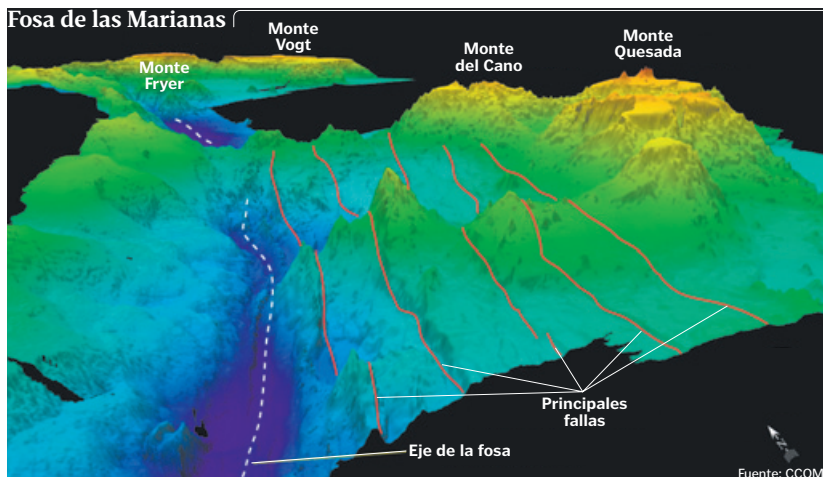 Fosa de las Marianas
Monte
Vogt
Monte
Fryer
Monte
del Cano
Monte
Quesada
Principales
fallas
Eje de la fosa
N
Fuente: CCOM